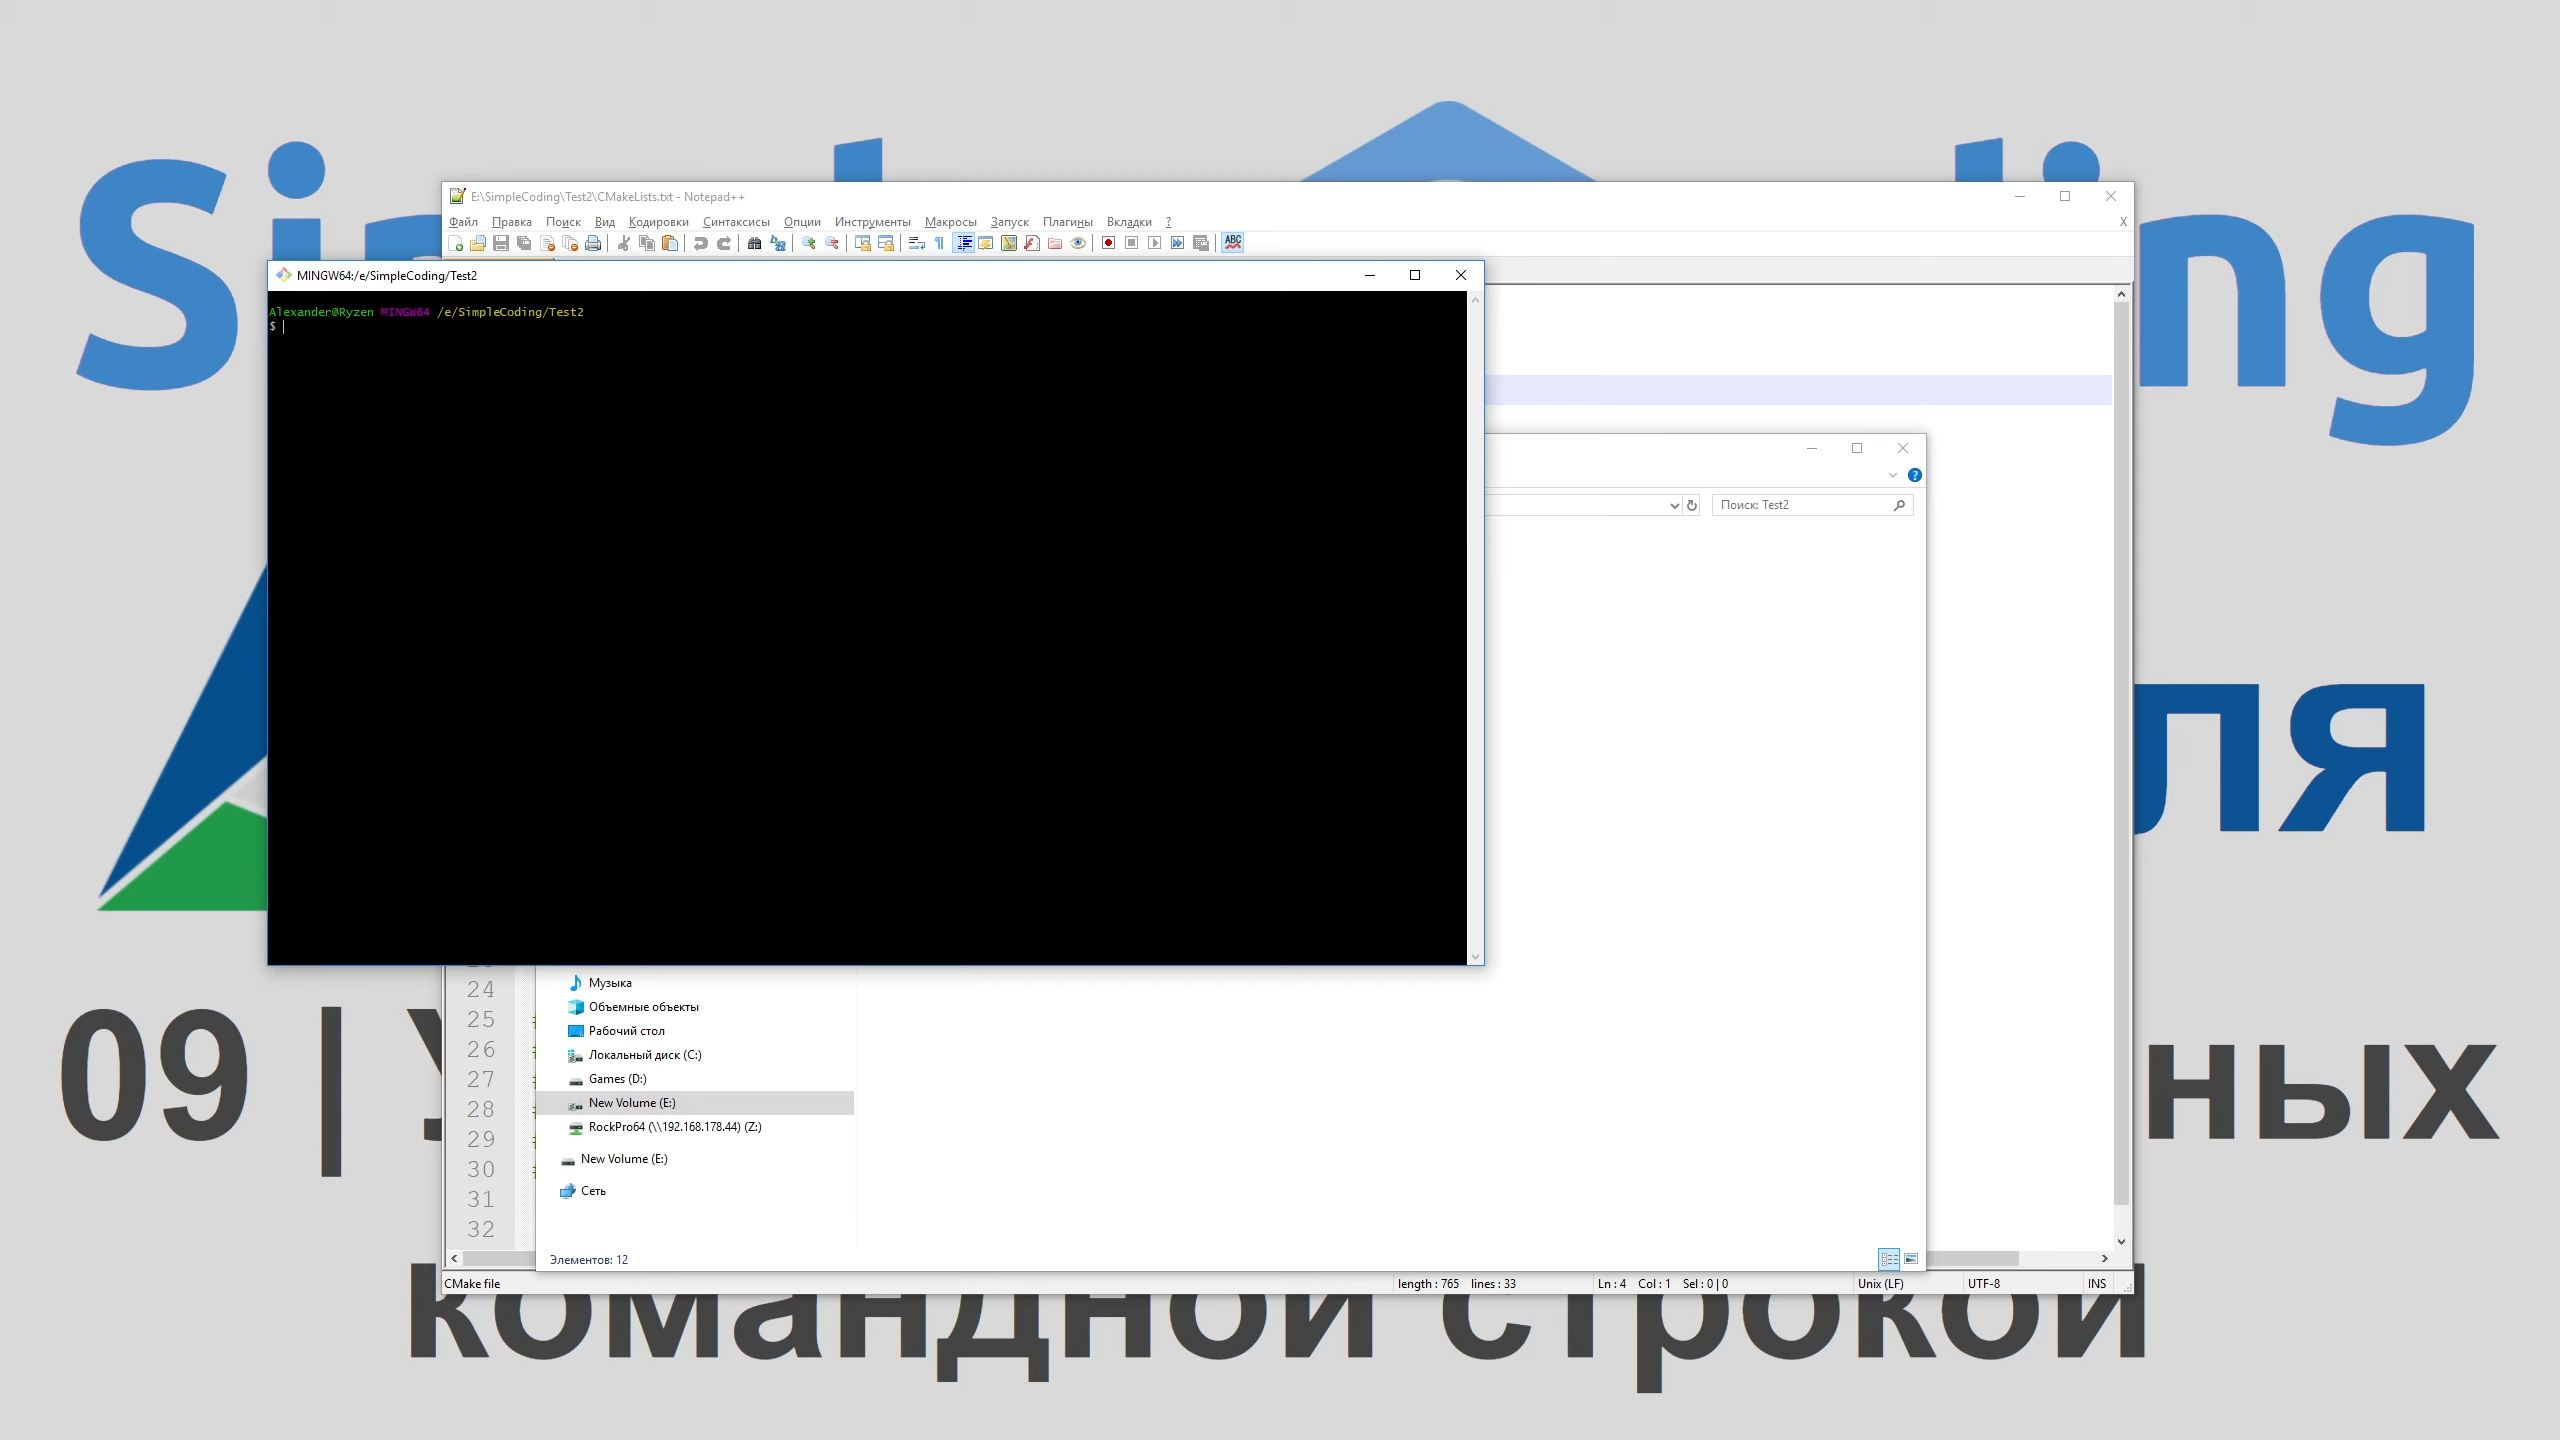 E:\SimpleCoding\Test2\CMakeLists.txt - Notepad++
Файл Правка Поиск Вид Кодировки Синтаксисы Опции Инструменты Макросы Запуск Плагины Вкладки ? X
ABC
MINGW64:/e/SimpleCoding/Test2
Alexander@Ryzen MINGW64 /e/SimpleCoding/Test2
$
Поиск: Test2
Музыка
24
Объемные объекты
25
Рабочий стол
26
Локальный диск (C:)
27
Games (D:)
28
New Volume (E:)
29
RockPro64 (\\192.168.178.44) (Z:)
30
New Volume (E:)
31
Сеть
32
Элементов: 12
CMake file length : 765 lines : 33 Ln : 4 Col : 1 Sel : 0 | 0 Unix (LF) UTF-8 INS
09 |
ных
командной строкой